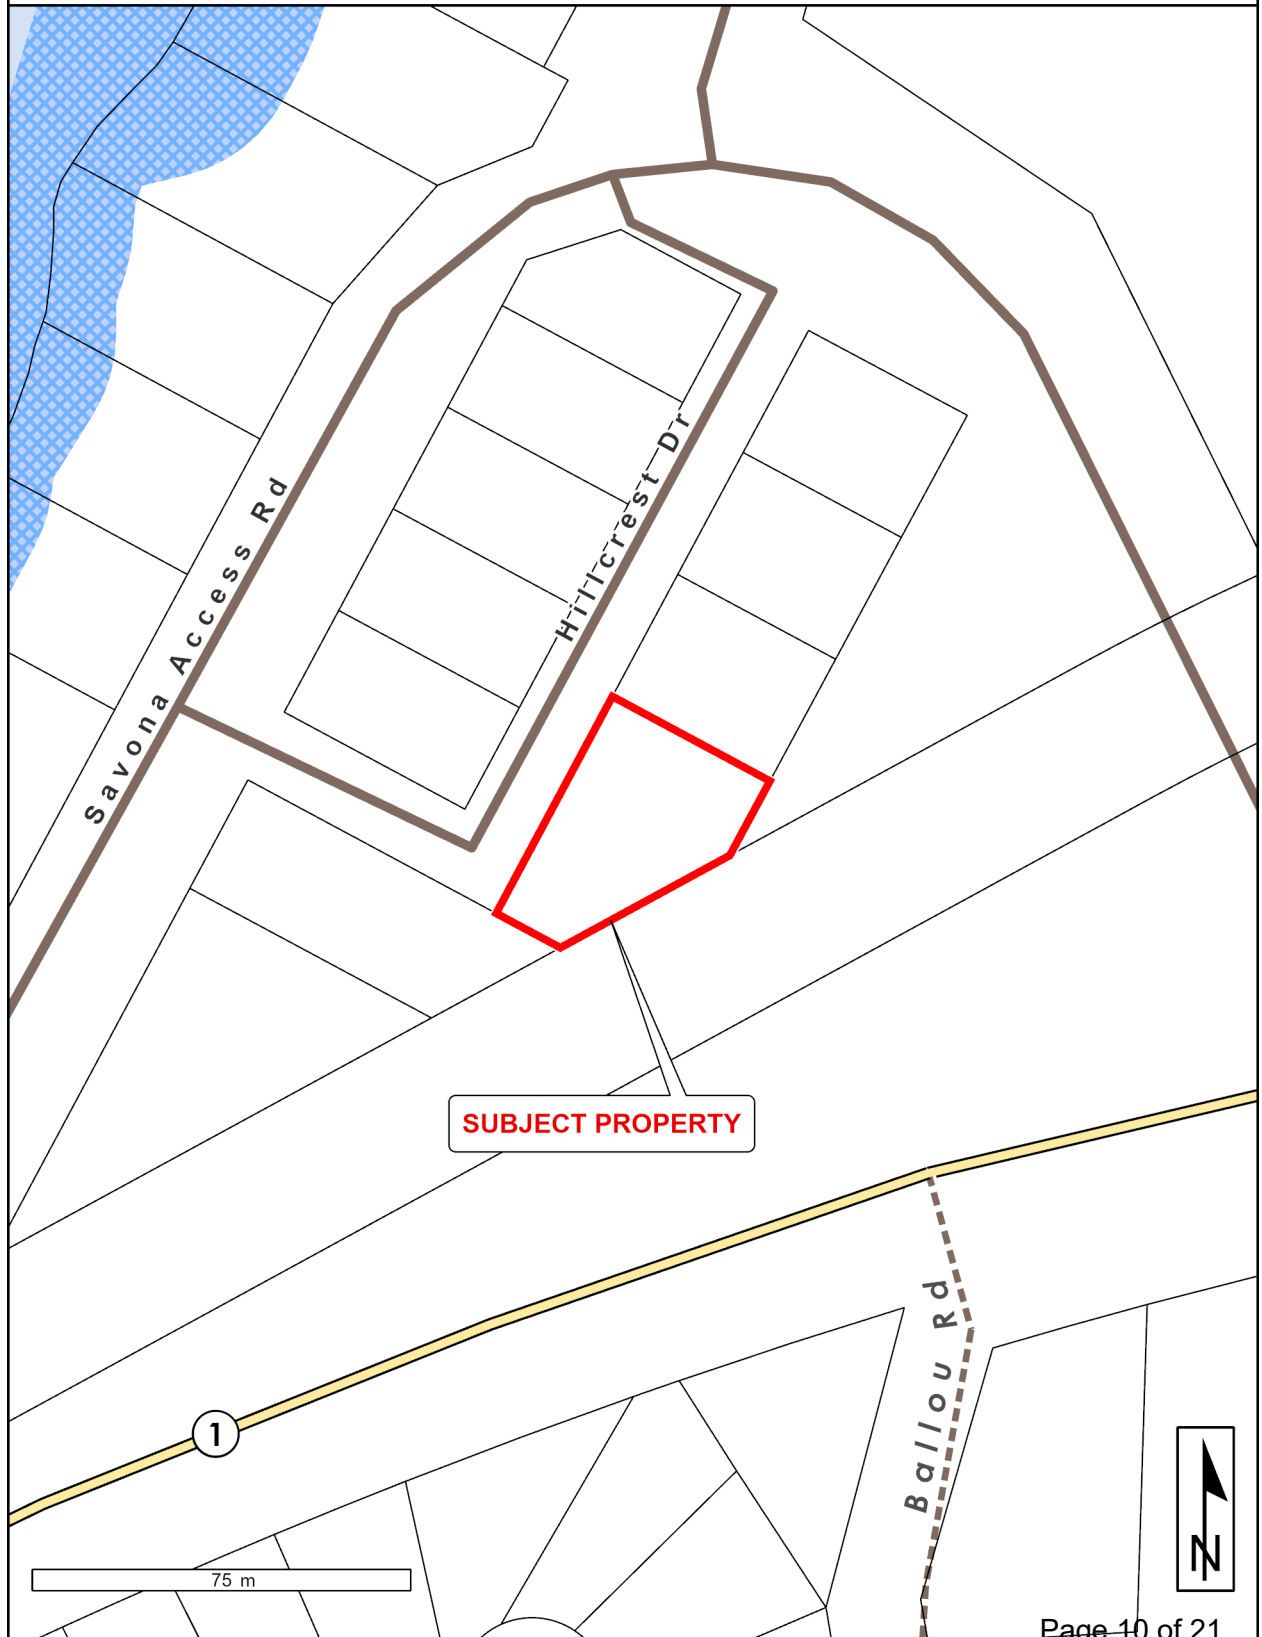 Hillcrest Dr
Savona Access Rd
SUBJECT PROPERTY
Ballou Rd
1
N
75 m
Page 10 of 21